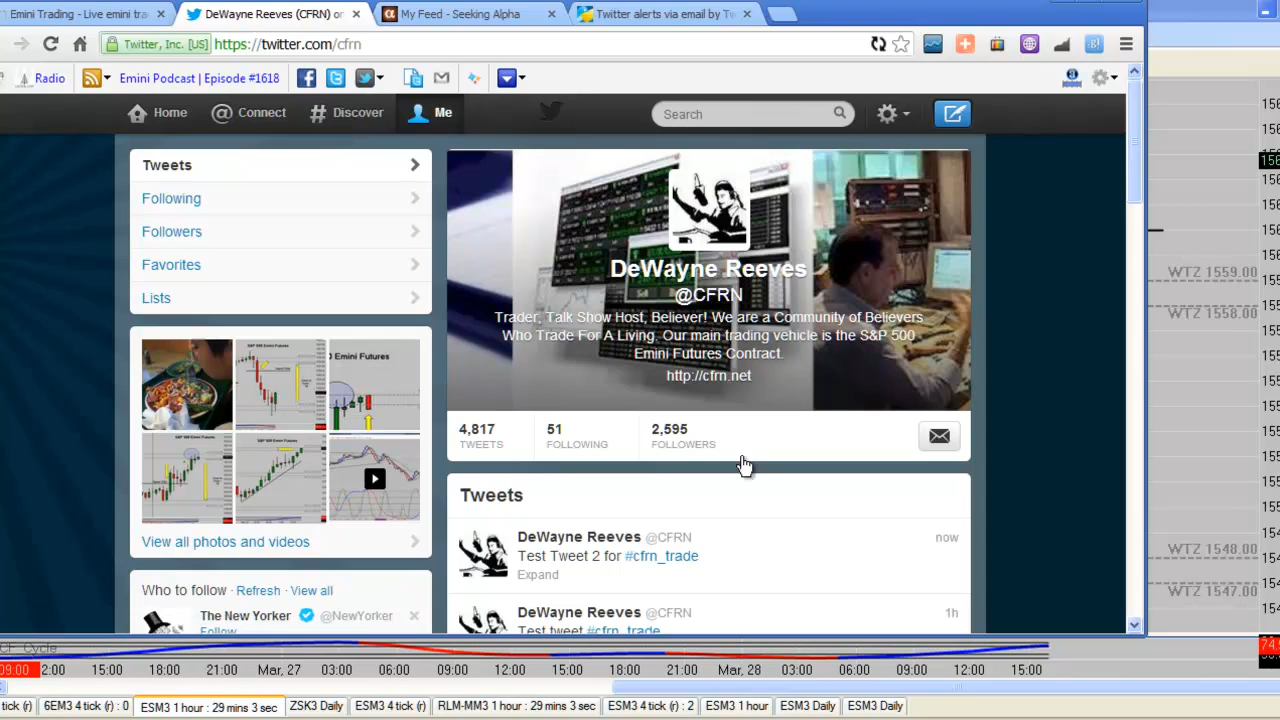 Emini Trading - Live emini tra
DeWayne Reeves (CFRN) on
My Feed - Seeking Alpha
Twitter alerts via email by Tw
Twitter, Inc. [US]
https://twitter.com/cfrn
Radio
Emini Podcast | Episode #1618
Home
Connect
Discover
Me
Search
Tweets
Following
Followers
Favorites
Lists
View all photos and videos
Who to follow · Refresh · View all
The New Yorker @NewYorker
Follow
DeWayne Reeves
@CFRN
Trader, Talk Show Host, Believer! We are a Community of Believers
Who Trade For A Living. Our main trading vehicle is the S&P 500
Emini Futures Contract.
http://cfrn.net
4,817
TWEETS
51
FOLLOWING
2,595
FOLLOWERS
Tweets
DeWayne Reeves @CFRN now
Test Tweet 2 for #cfrn_trade
Expand
DeWayne Reeves @CFRN 1h
Test tweet #cfrn_trade
WTZ 1559.00
WTZ 1558.00
WTZ 1548.00
WTZ 1547.00
CF_Cycle
09:00 2:00 15:00 18:00 21:00 Mar, 27 03:00 06:00 09:00 12:00 15:00 18:00 21:00 Mar, 28 03:00 06:00 09:00 12:00 15:00
tick (r)
6EM3 4 tick (r) : 0
ESM3 1 hour : 29 mins 3 sec
ZSK3 Daily
ESM3 4 tick (r)
RLM-MM3 1 hour : 29 mins 3 sec
ESM3 4 tick (r) : 2
ESM3 1 hour
ESM3 Daily
ESM3 Daily